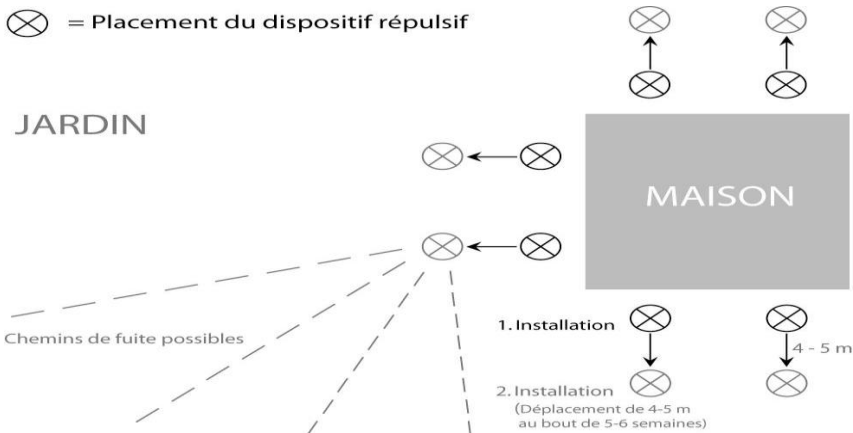 = Placement du dispositif répulsif
JARDIN
MAISON
Chemins de fuite possibles
1. Installation
4 - 5 m
2. Installation
(Déplacement de 4-5 m
au bout de 5-6 semaines)